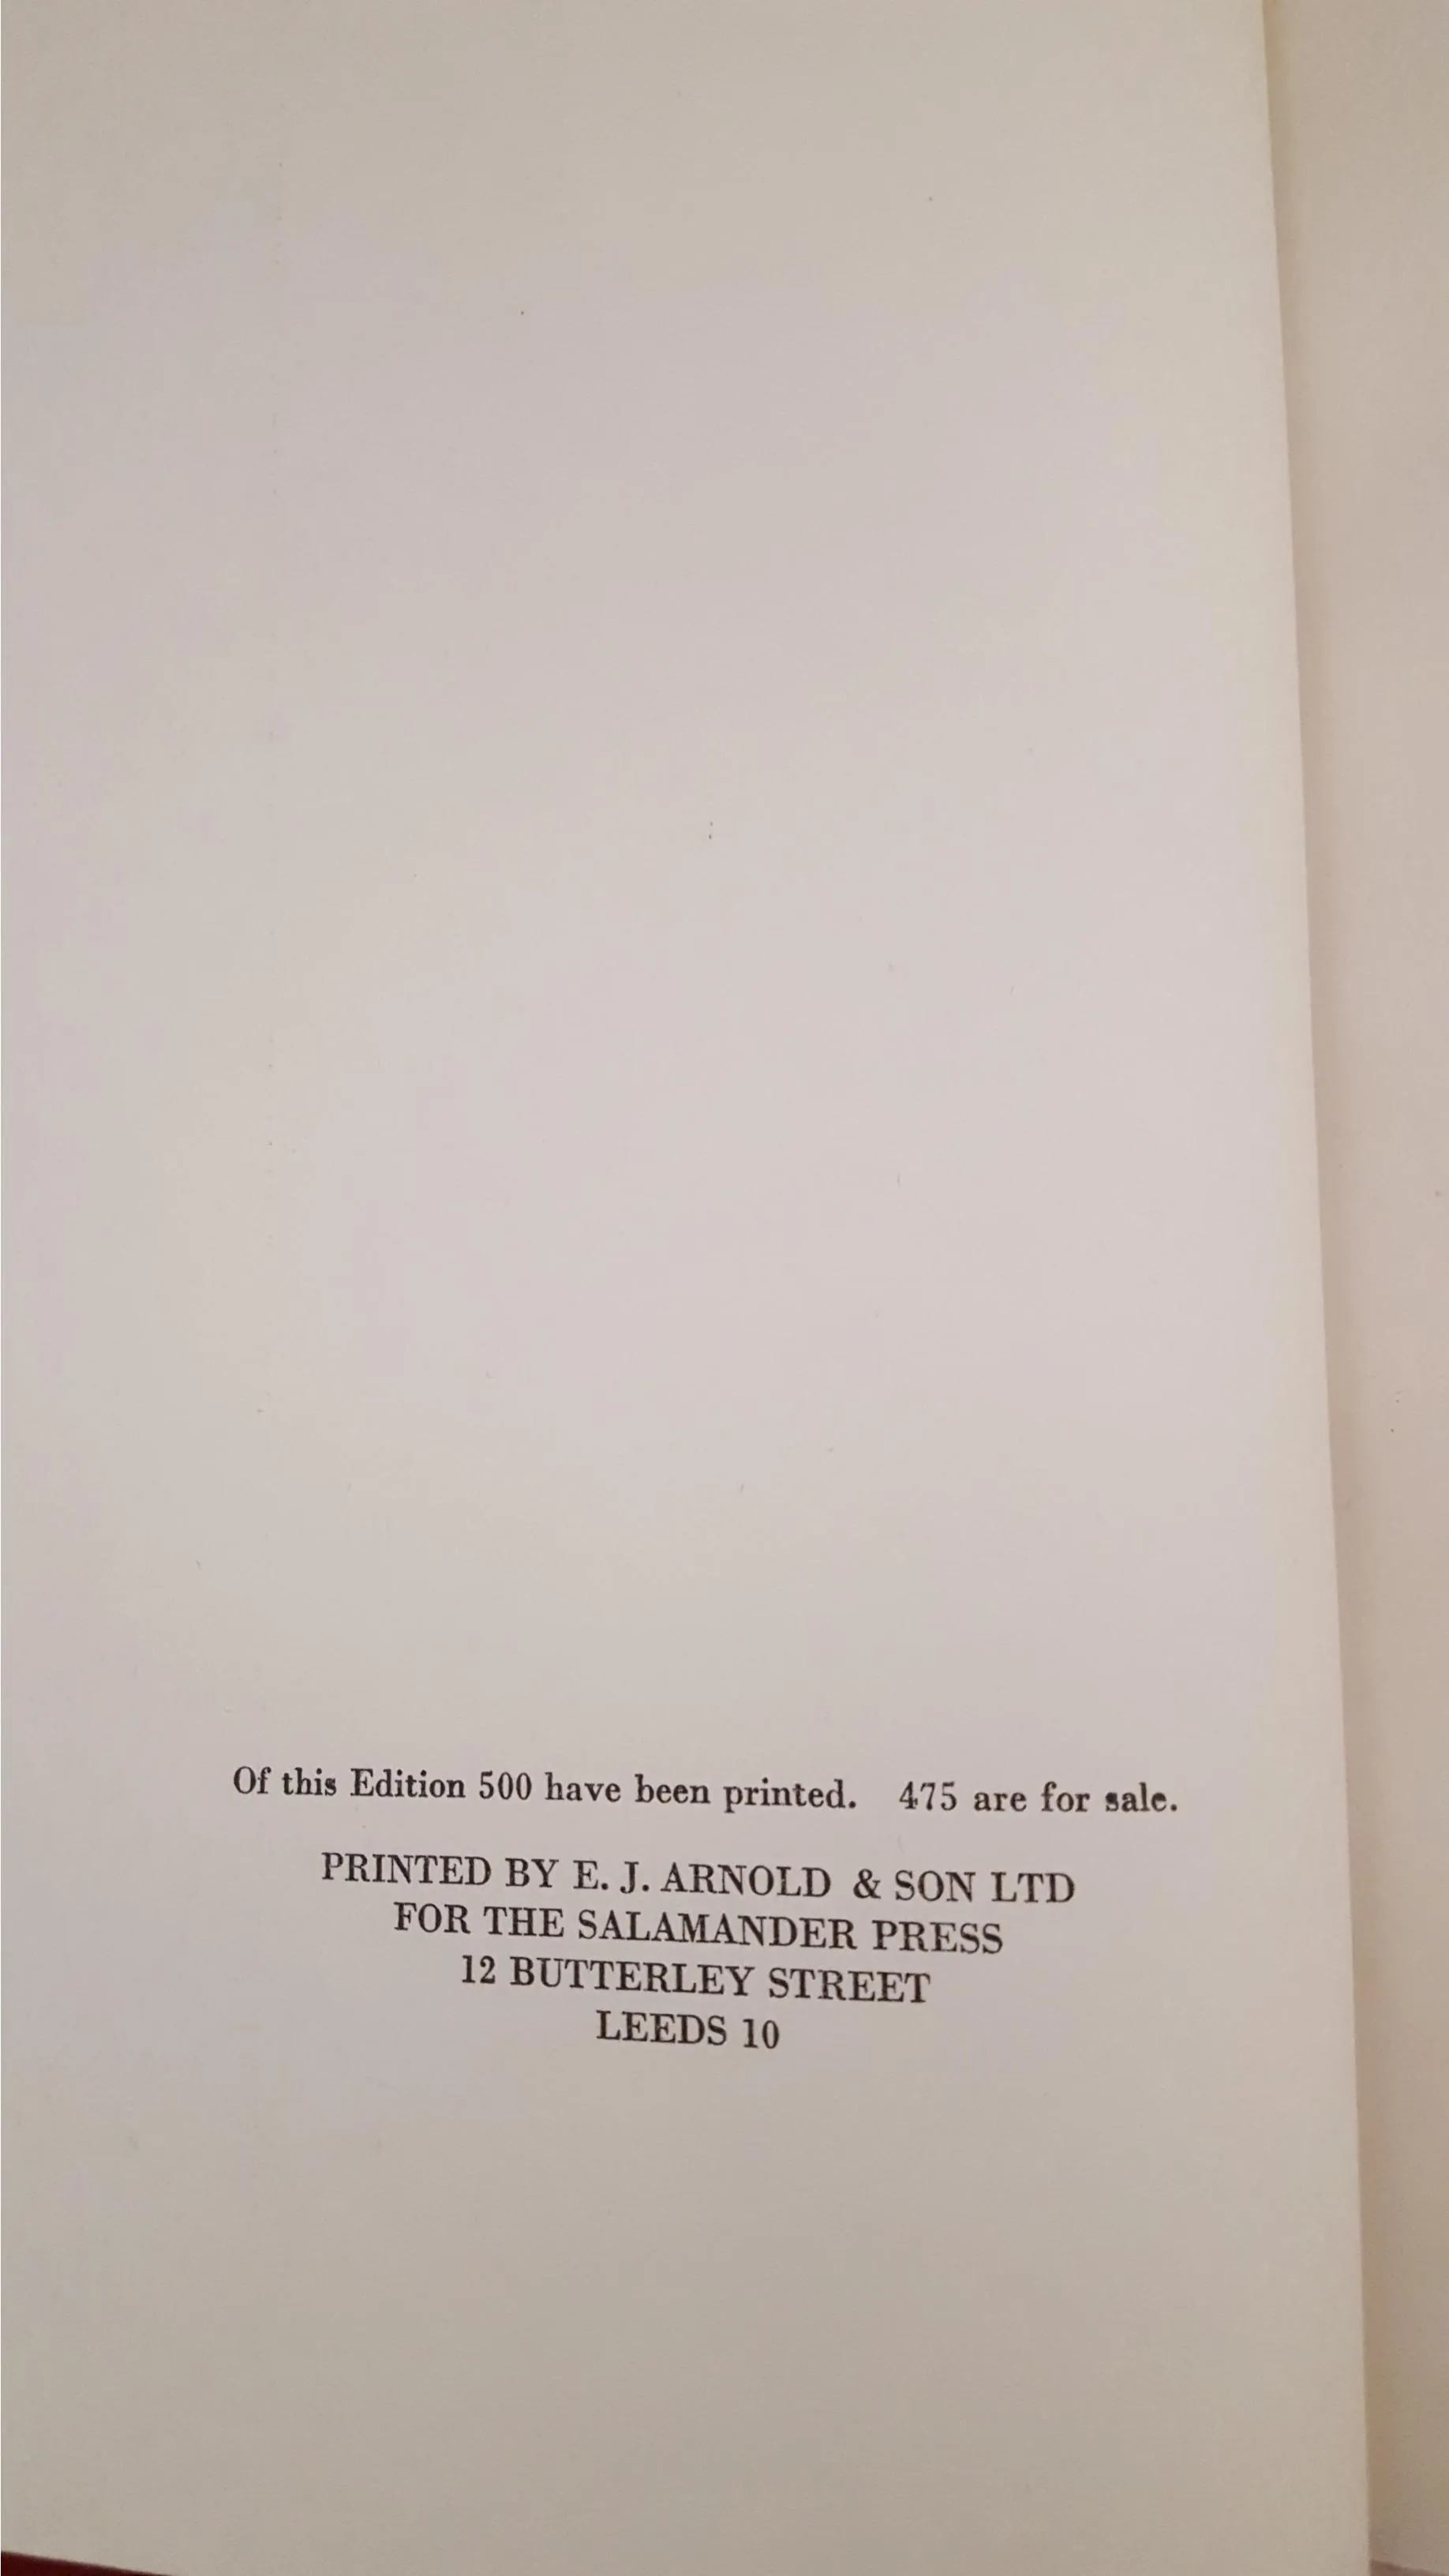 Of this Edition 500 have been printed. 475 are for sale.
PRINTED BY E. J. ARNOLD & SON LTD
FOR THE SALAMANDER PRESS
12 BUTTERLEY STREET
LEEDS 10